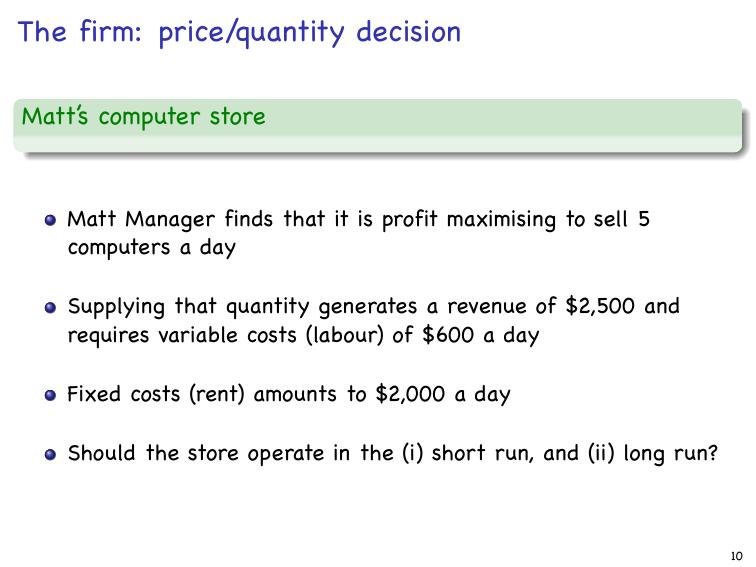 The firm: price/quantity decision
Matt's computer store
Matt Manager finds that it is profit maximising to sell 5
computers a day
Supplying that quantity generates a revenue of $2,500 and
requires variable costs (labour) of $600 a day
Fixed costs (rent) amounts to $2,000 a day
Should the store operate in the (i) short run, and (ii) long run?
10